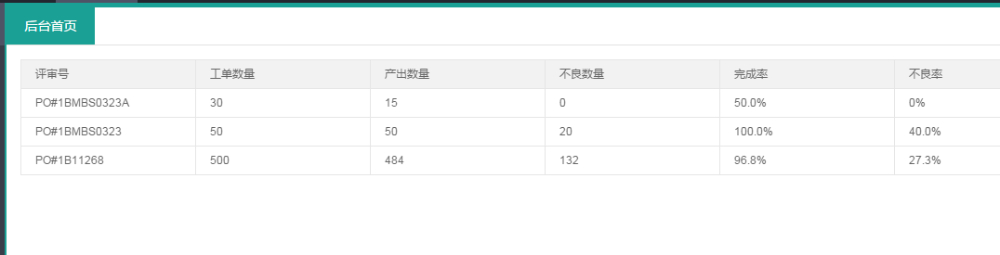 后台首页
评审号 工单数量 产出数量 不良数量 完成率 不良率
PO#1BMBS0323A 30 15 0 50.0% 0%
PO#1BMBS0323 50 50 20 100.0% 40.0%
PO#1B11268 500 484 132 96.8% 27.3%